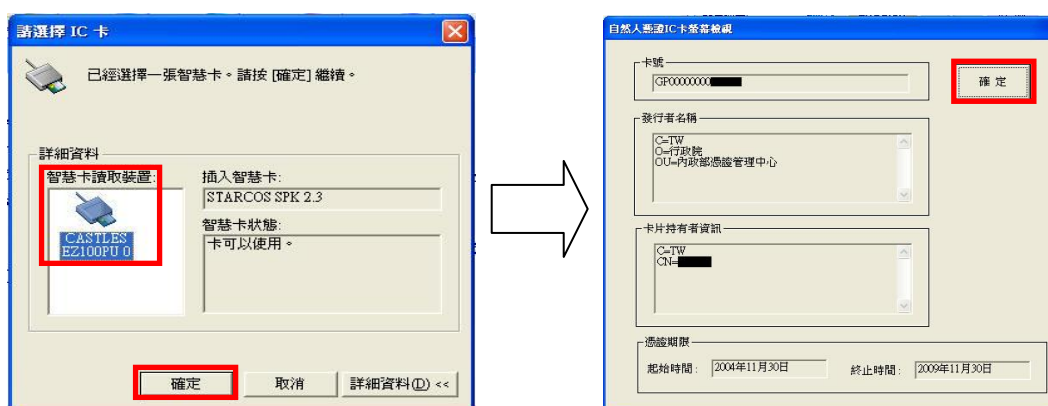 請選擇 IC 卡
已經選擇一張智慧卡。請按 [確定] 繼續。
詳細資料
智慧卡讀取裝置:
CASTLES
EZ100PU 0
插入智慧卡:
STARCOS SPK 2.3
智慧卡狀態:
卡可以使用。
確定
取消
詳細資料(D) <<
自然人憑證IC卡螢幕檢視
卡號
GP0000000
確 定
發行者名稱
C=TW
O=行政院
OU=內政部憑證管理中心
卡片持有者資訊
C=TW
CN=
憑證期限
起始時間: 2004年11月30日 終止時間: 2009年11月30日